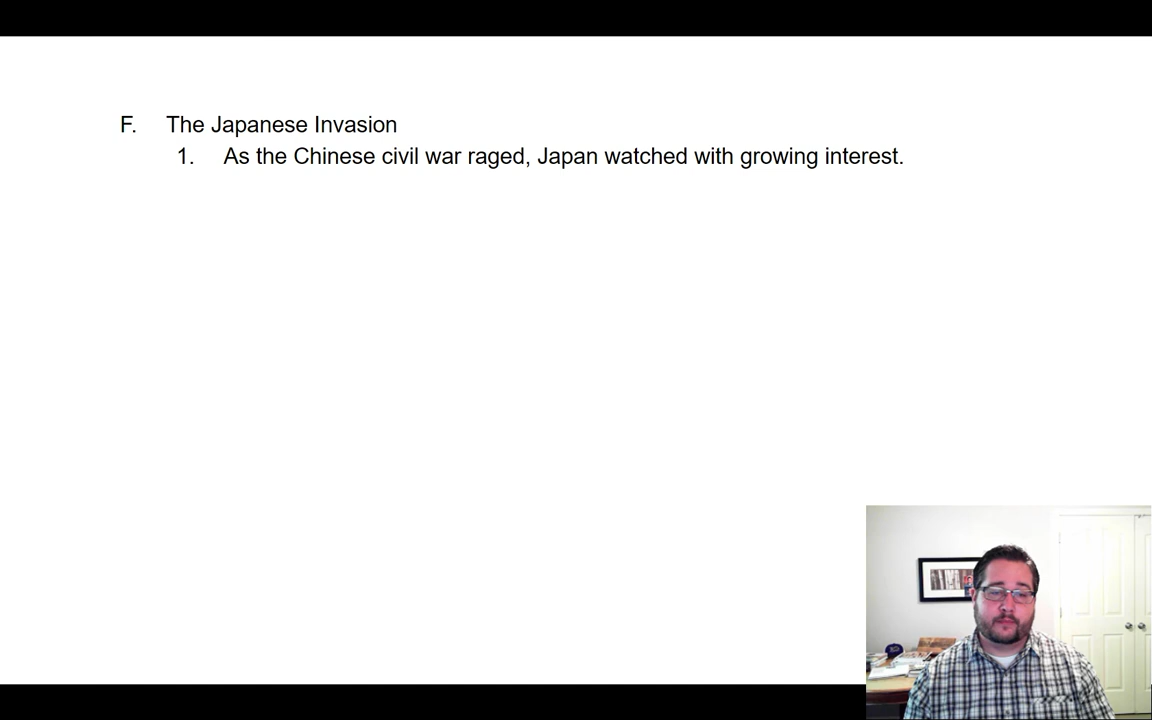 F. The Japanese Invasion
1. As the Chinese civil war raged, Japan watched with growing interest.